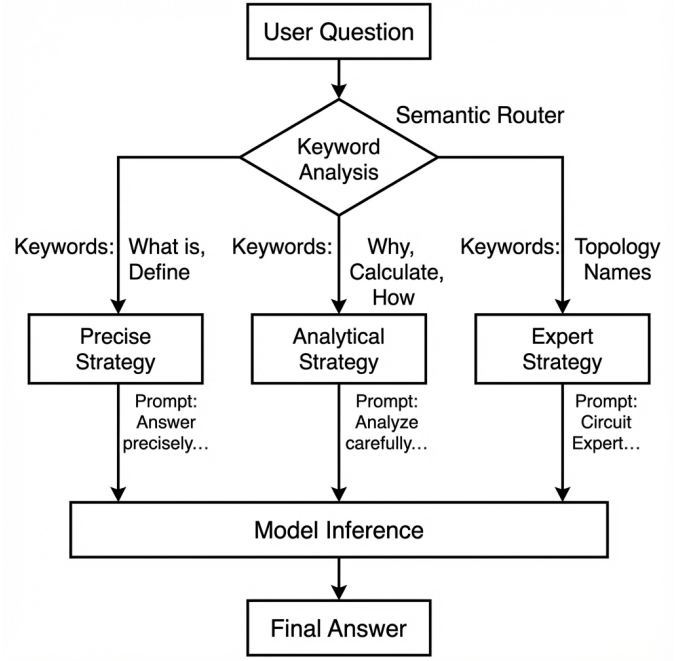 User Question
Semantic Router
Keyword
Analysis
Keywords: What is,
Define
Keywords: Why,
Calculate,
How
Keywords: Topology
Names
Precise
Strategy
Analytical
Strategy
Expert
Strategy
Prompt:
Answer
precisely...
Prompt:
Analyze
carefully...
Prompt:
Circuit
Expert...
Model Inference
Final Answer